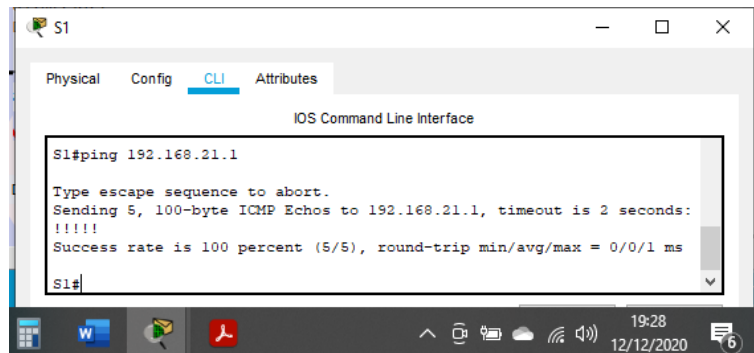 S1
Physical Config CLI Attributes
IOS Command Line Interface
S1#ping 192.168.21.1
Type escape sequence to abort.
Sending 5, 100-byte ICMP Echos to 192.168.21.1, timeout is 2 seconds:
!!!!!
Success rate is 100 percent (5/5), round-trip min/avg/max = 0/0/1 ms
S1#
19:28
12/12/2020
6